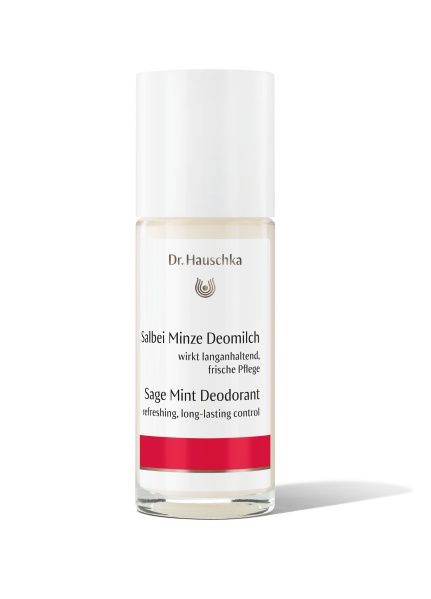 Dr. Hauschka
Salbei Minze Deomilch
wirkt langanhaltend,
frische Pflege
Sage Mint Deodorant
refreshing, long-lasting control